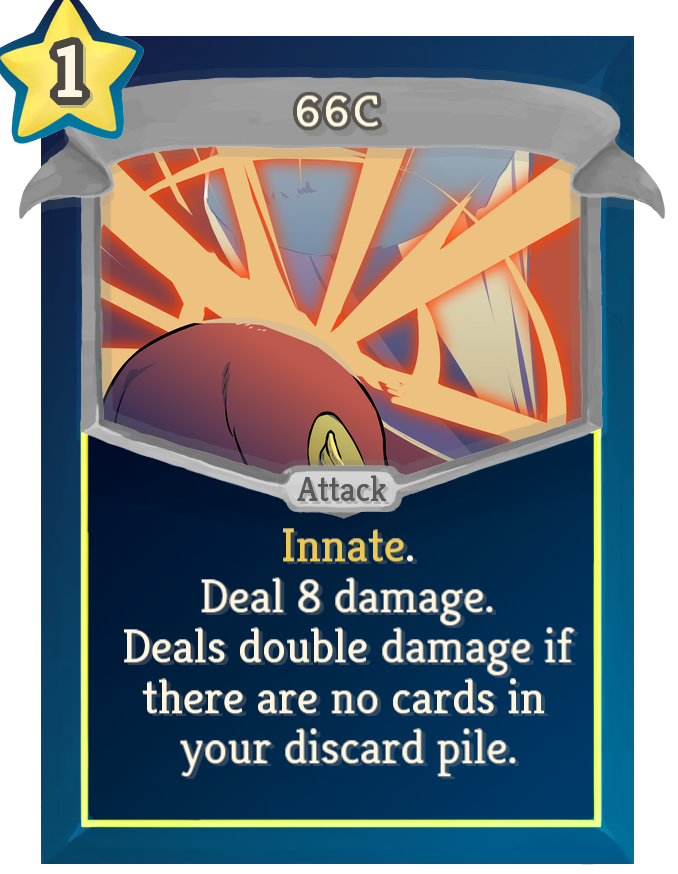 1
66C
Attack
Innate.
Deal 8 damage.
Deals double damage if
there are no cards in
your discard pile.